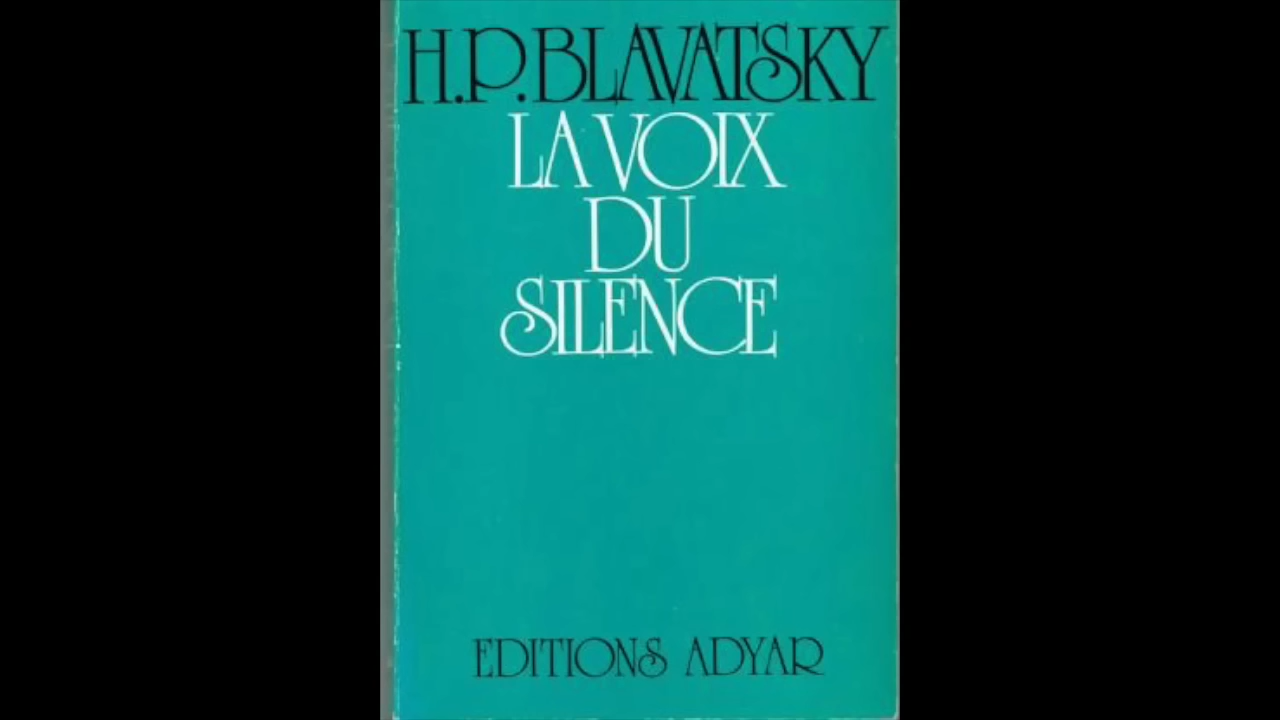 H.P. BLAVATSKY
LA VOIX
DU
SILENCE
EDITIONS ADYAR